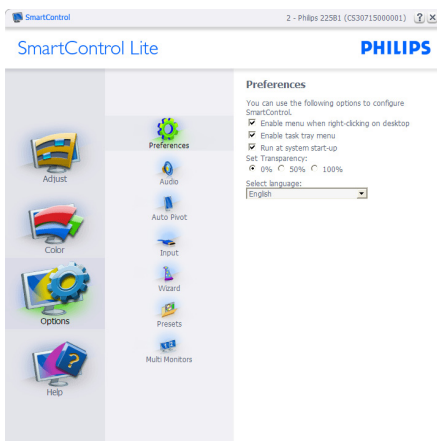 SmartControl
2 - Philips 225B1 (CS30715000001)
SmartControl Lite
PHILIPS
Adjust
Color
Options
Help
Preferences
Audio
Auto Pivot
Input
Wizard
Presets
Multi Monitors
Preferences
You can use the following options to configure
SmartControl.
Enable menu when right-clicking on desktop
Enable task tray menu
Run at system start-up
Set Transparency:
0% 50% 100%
Select language:
English